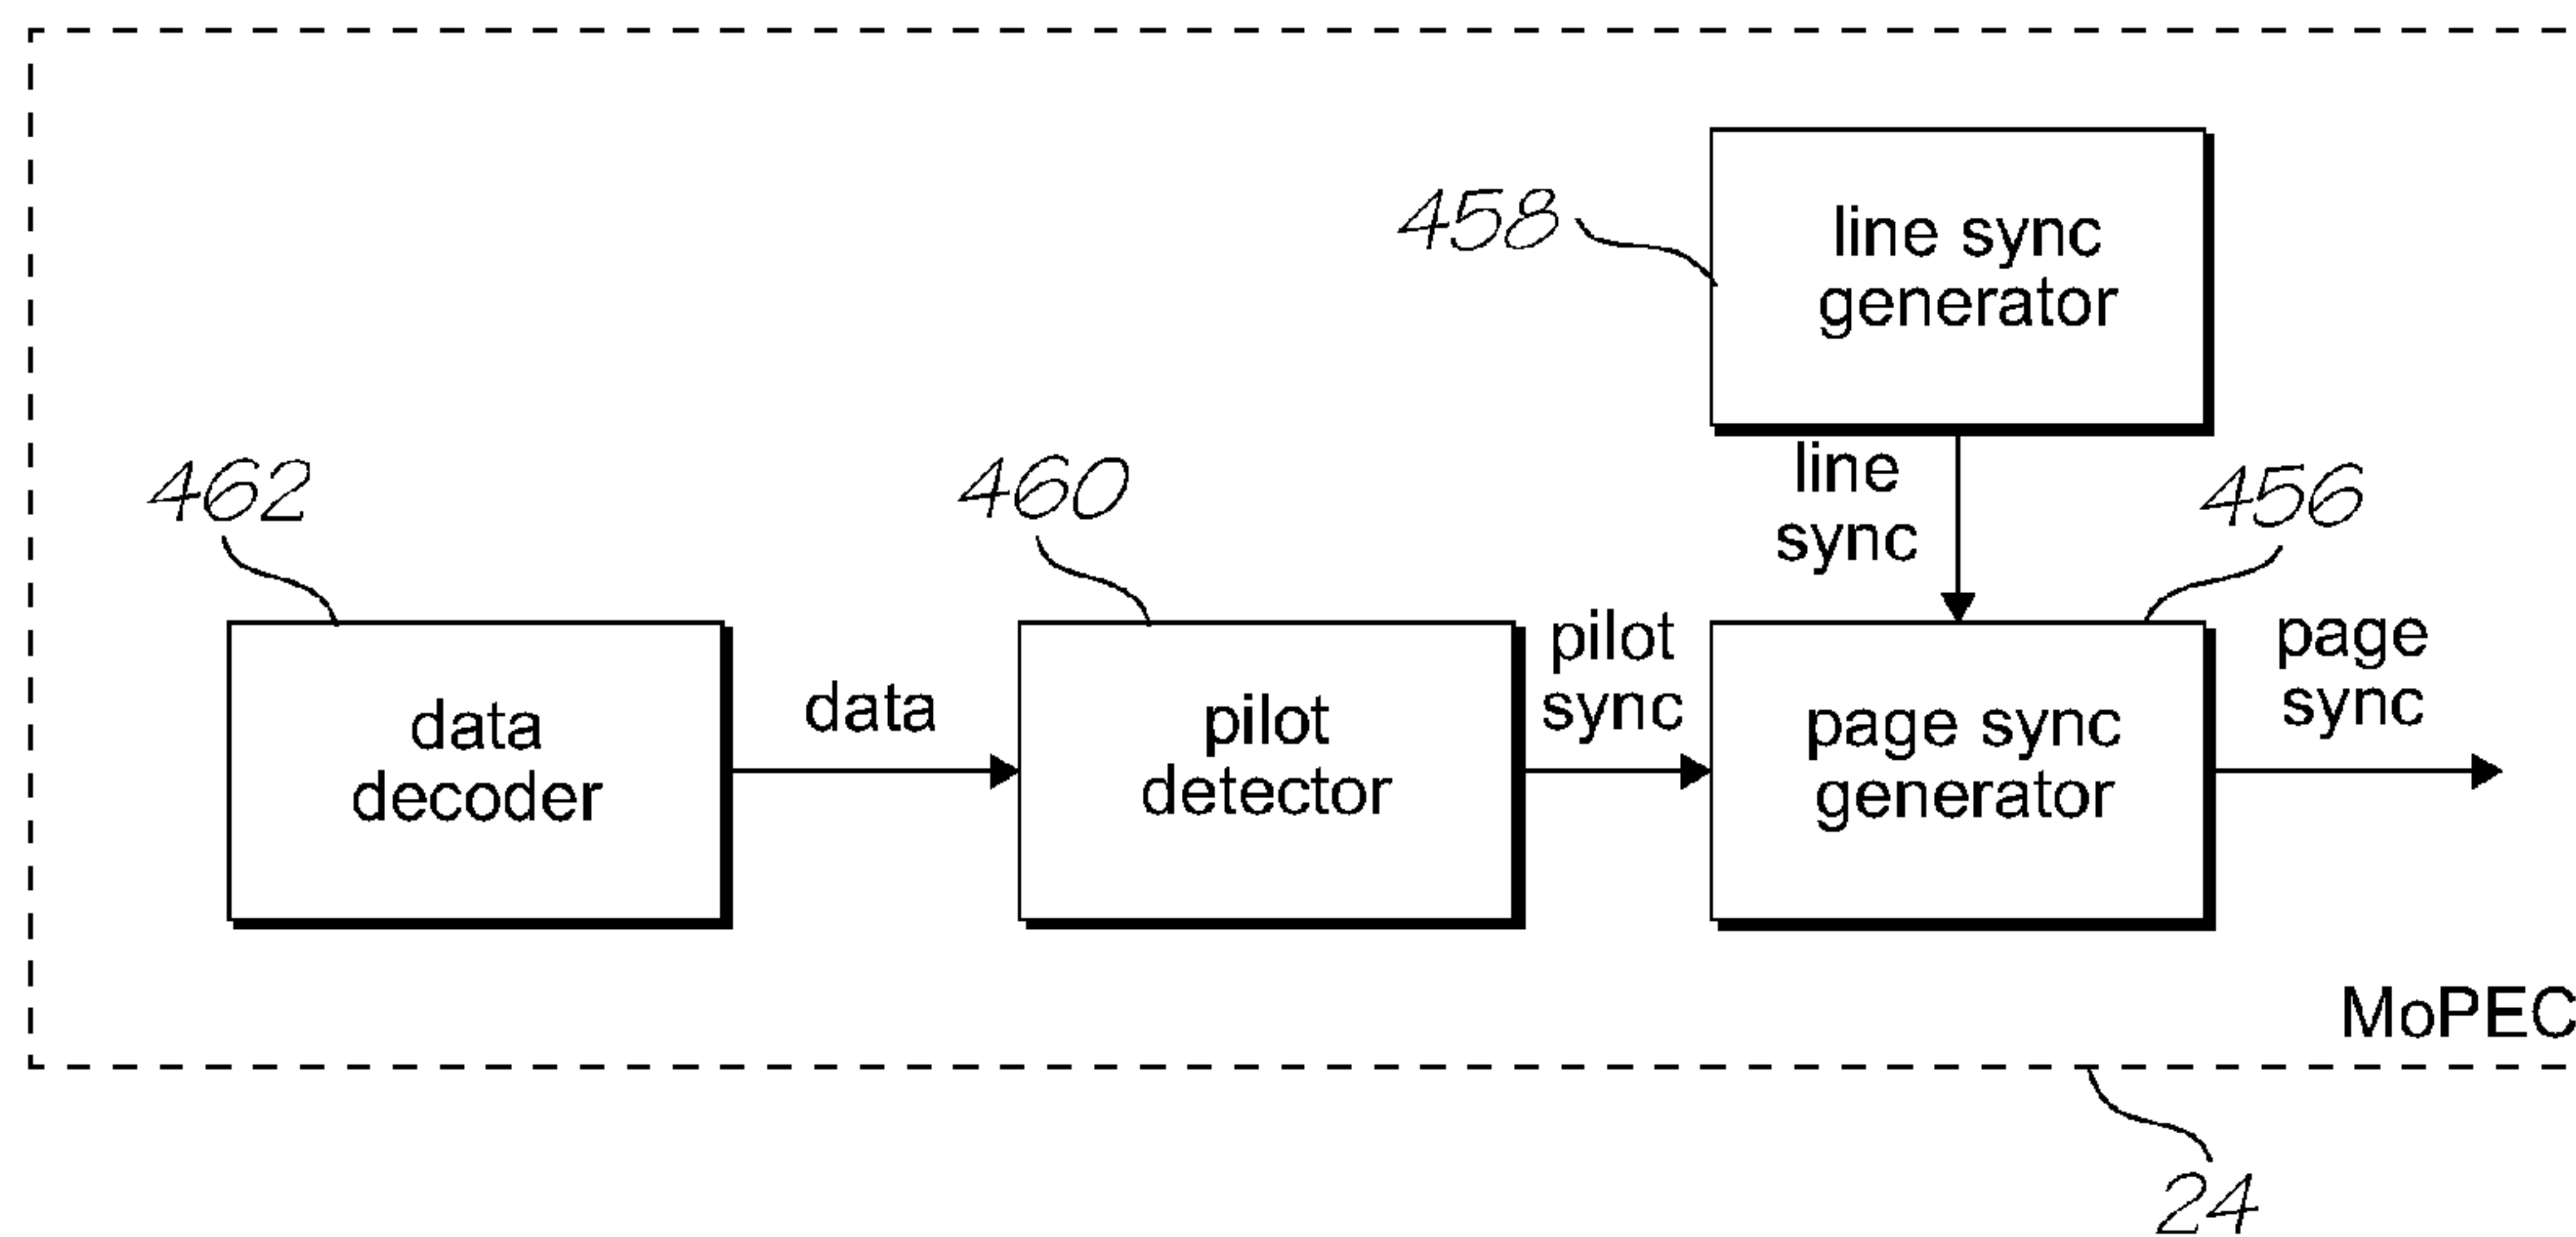 458
line sync
generator
line
sync
462
460
456
data
decoder
data
pilot
detector
pilot
sync
page sync
generator
page
sync
MoPEC
24